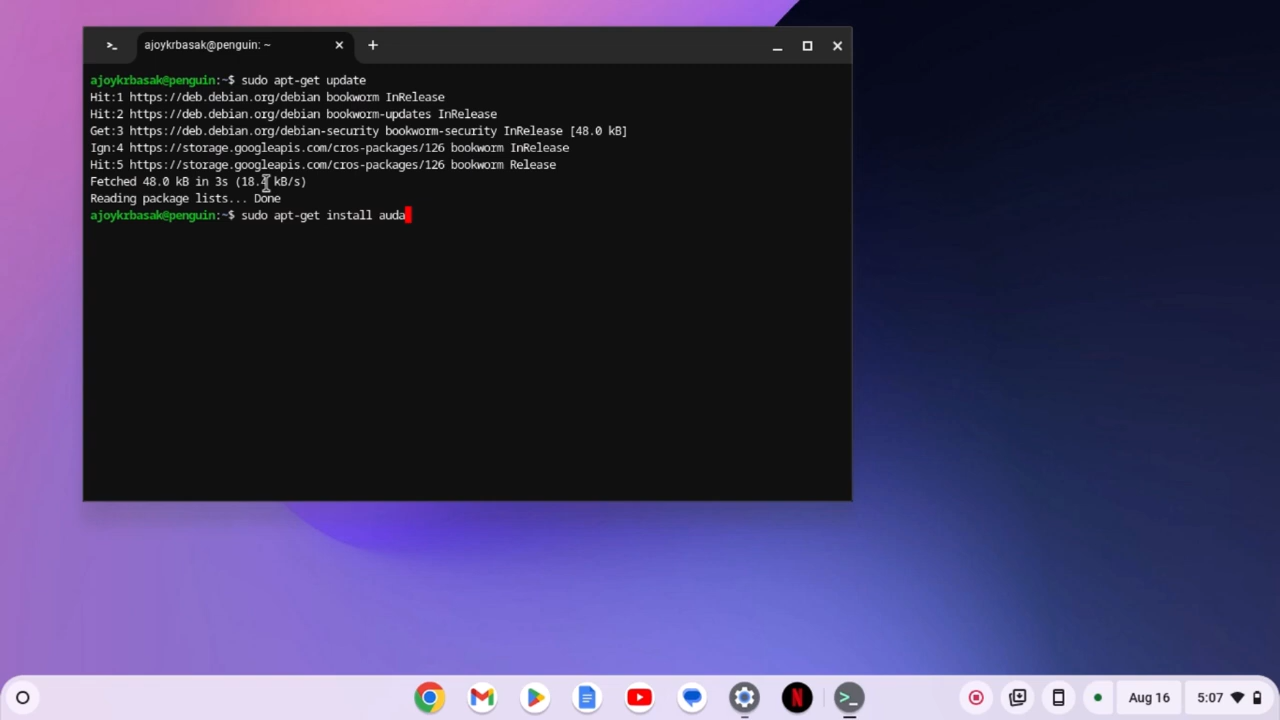 ajoykrbasak@penguin: ~
ajoykrbasak@penguin:~$ sudo apt-get update
Hit:1 https://deb.debian.org/debian bookworm InRelease
Hit:2 https://deb.debian.org/debian bookworm-updates InRelease
Get:3 https://deb.debian.org/debian-security bookworm-security InRelease [48.0 kB]
Ign:4 https://storage.googleapis.com/cros-packages/126 bookworm InRelease
Hit:5 https://storage.googleapis.com/cros-packages/126 bookworm Release
Fetched 48.0 kB in 3s kB/s)
Reading package lists... Done
ajoykrbasak@penguin:~$ sudo apt-get install auda
Aug 16 5:07